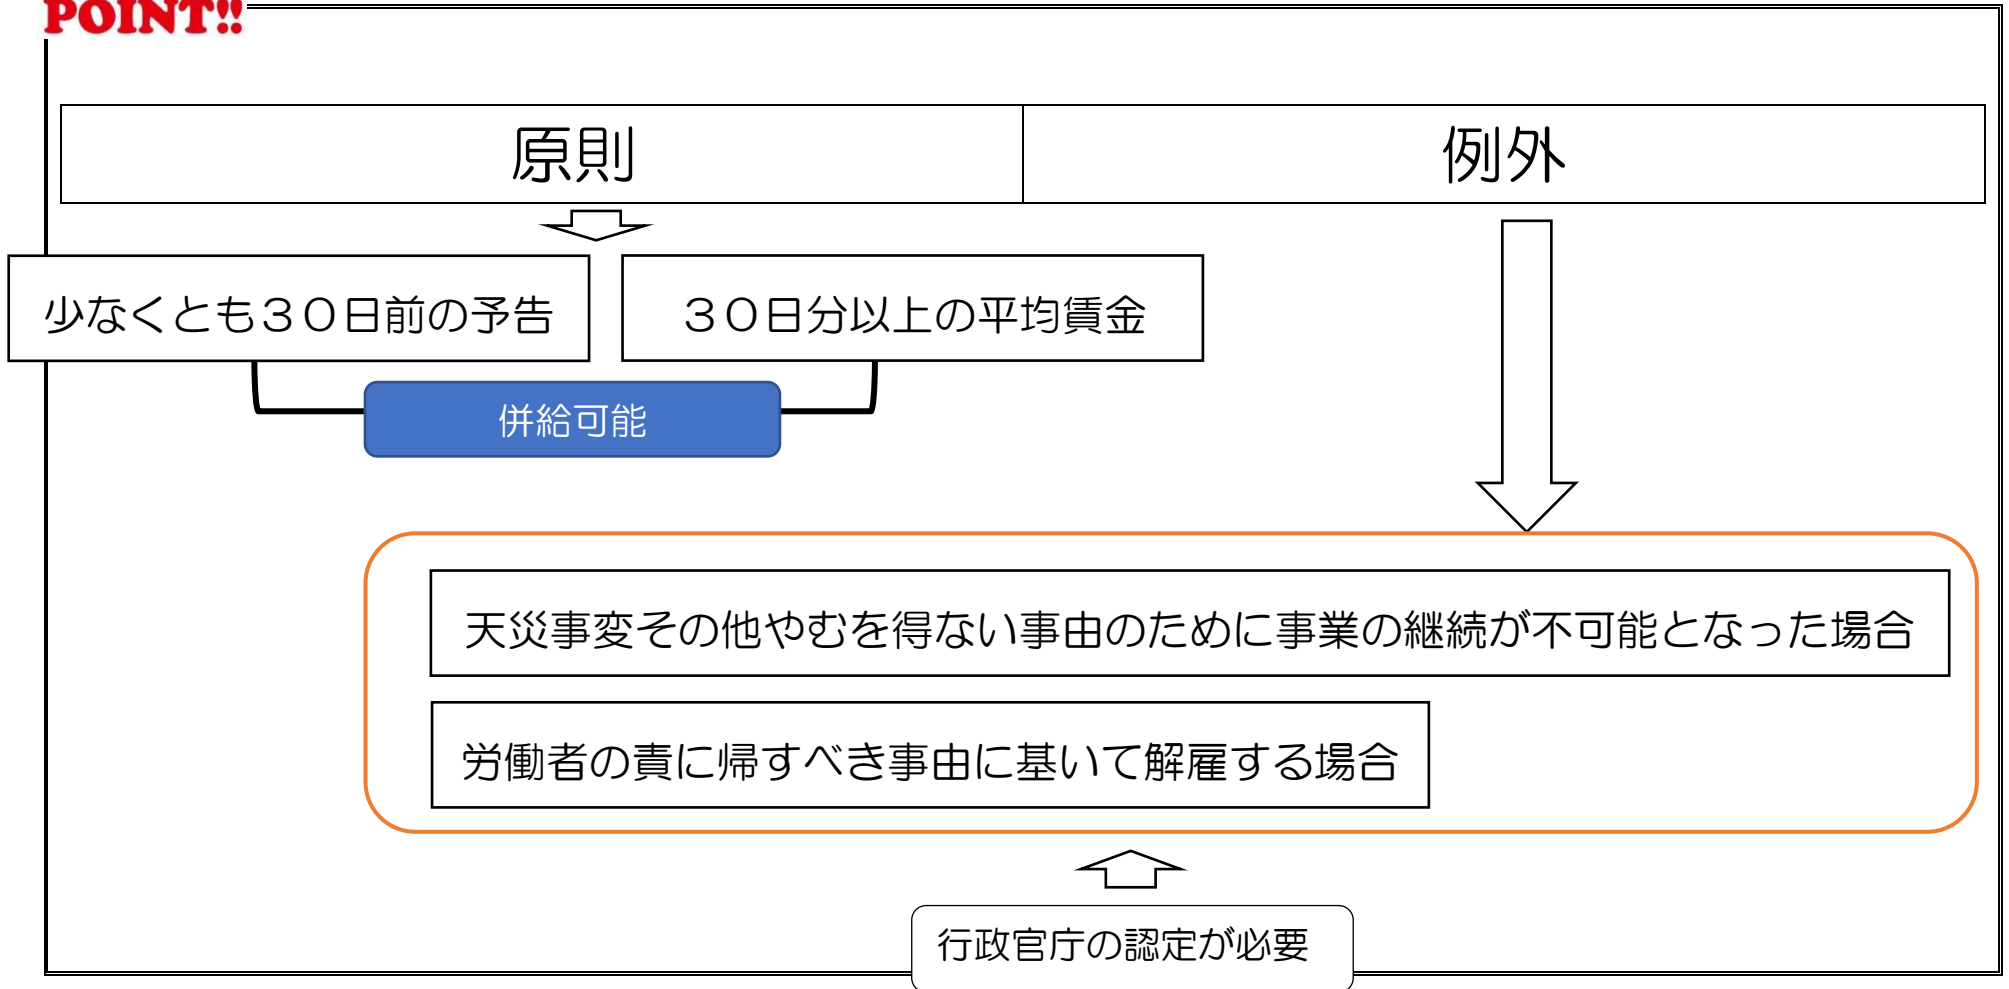 POINT!!
原則
例外
少なくとも３０日前の予告
３０日分以上の平均賃金
併給可能
天災事変その他やむを得ない事由のために事業の継続が不可能となった場合
労働者の責に帰すべき事由に基いて解雇する場合
行政官庁の認定が必要